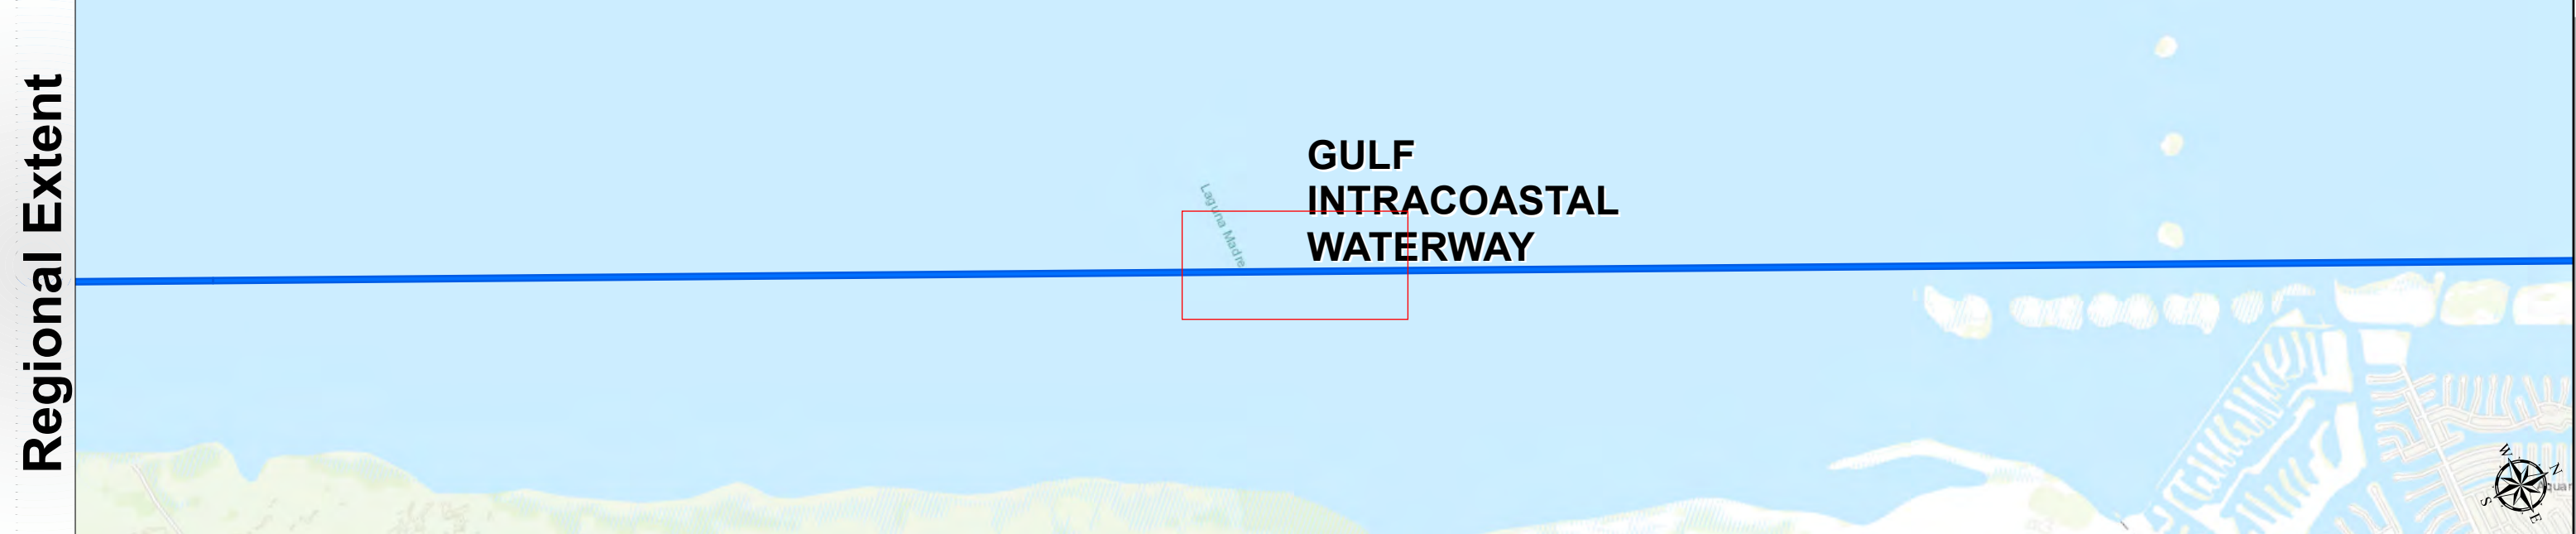 Regional Extent
GULF
INTRACOASTAL
WATERWAY
Laguna Madre
W
N
S
E